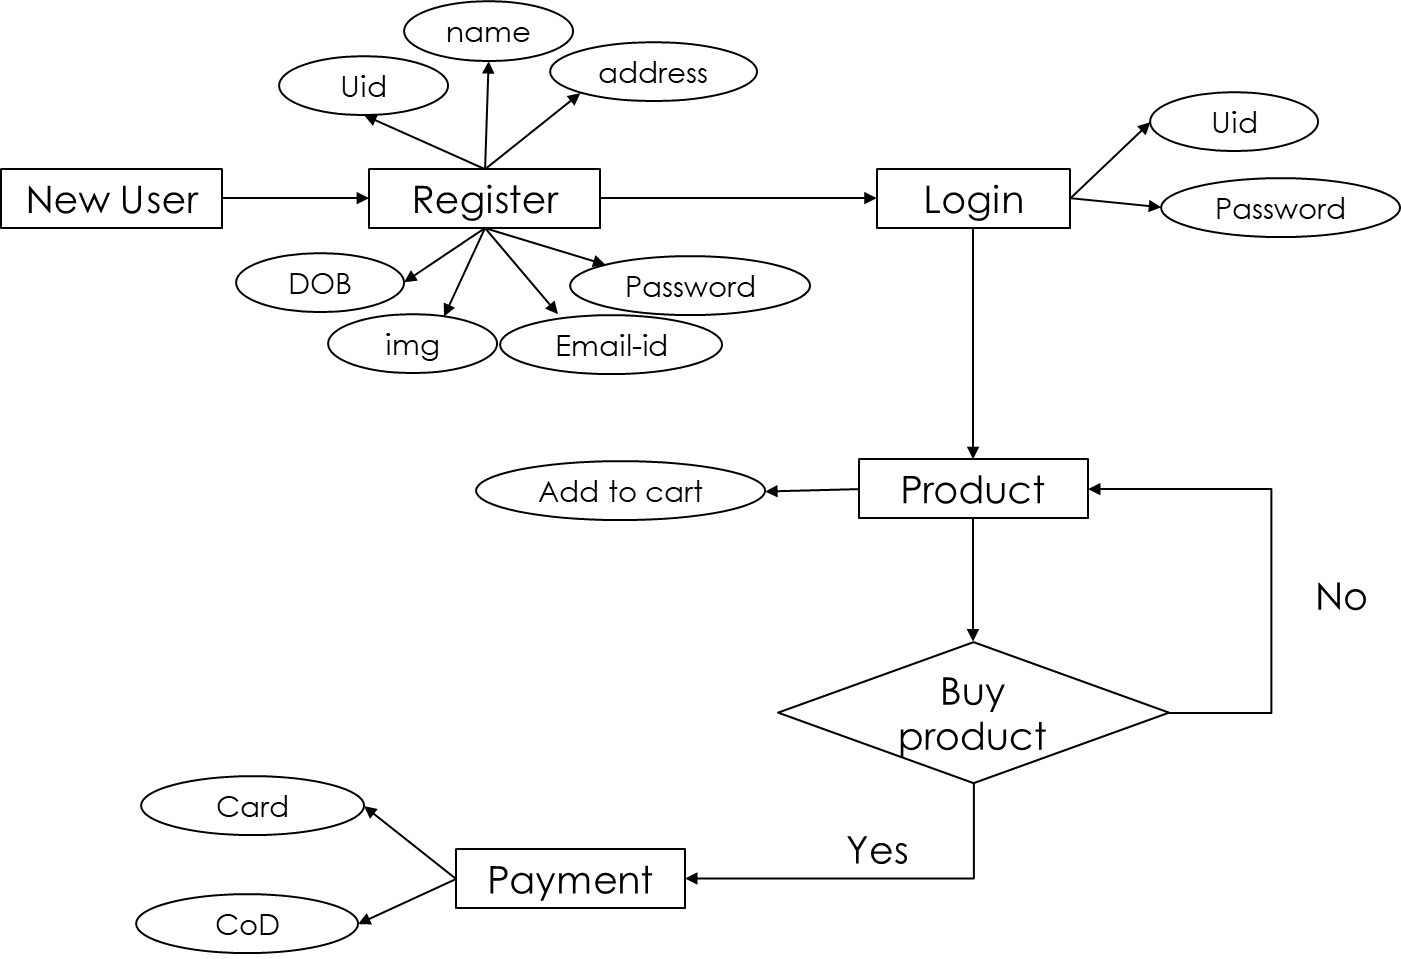 name
Uid
address
Uid
New User
Register
Login
Password
DOB
Password
img
Email-id
Add to cart
Product
No
Buy
product
Card
Yes
Payment
CoD